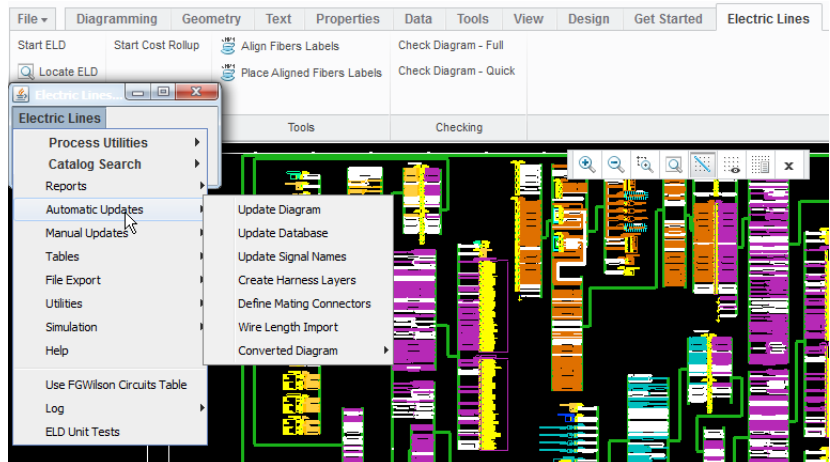 File Diagramming Geometry Text Properties Data Tools View Design Get Started Electric Lines
Start ELD Start Cost Rollup Align Fibers Labels Check Diagram - Full
Locate ELD Place Aligned Fibers Labels Check Diagram - Quick
Electric Lines...
Tools Checking
Electric Lines
Process Utilities
Catalog Search
Reports
Automatic Updates
Manual Updates
Tables
File Export
Utilities
Simulation
Help
Use FGWilson Circuits Table
Log
ELD Unit Tests
Update Diagram
Update Database
Update Signal Names
Create Harness Layers
Define Mating Connectors
Wire Length Import
Converted Diagram